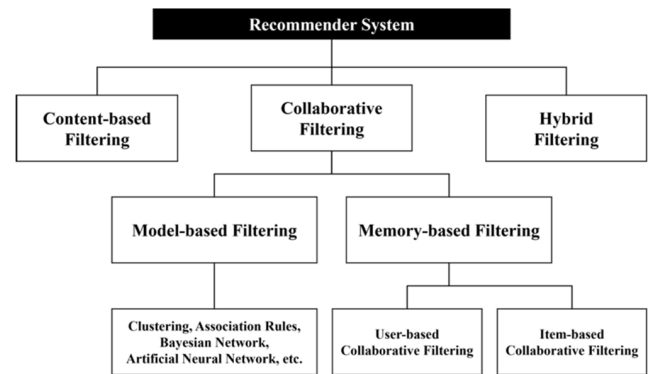 Recommender System
Content-based
Filtering
Collaborative
Filtering
Hybrid
Filtering
Model-based Filtering
Memory-based Filtering
Clustering, Association Rules,
Bayesian Network,
Artificial Neural Network, etc.
User-based
Collaborative Filtering
Item-based
Collaborative Filtering